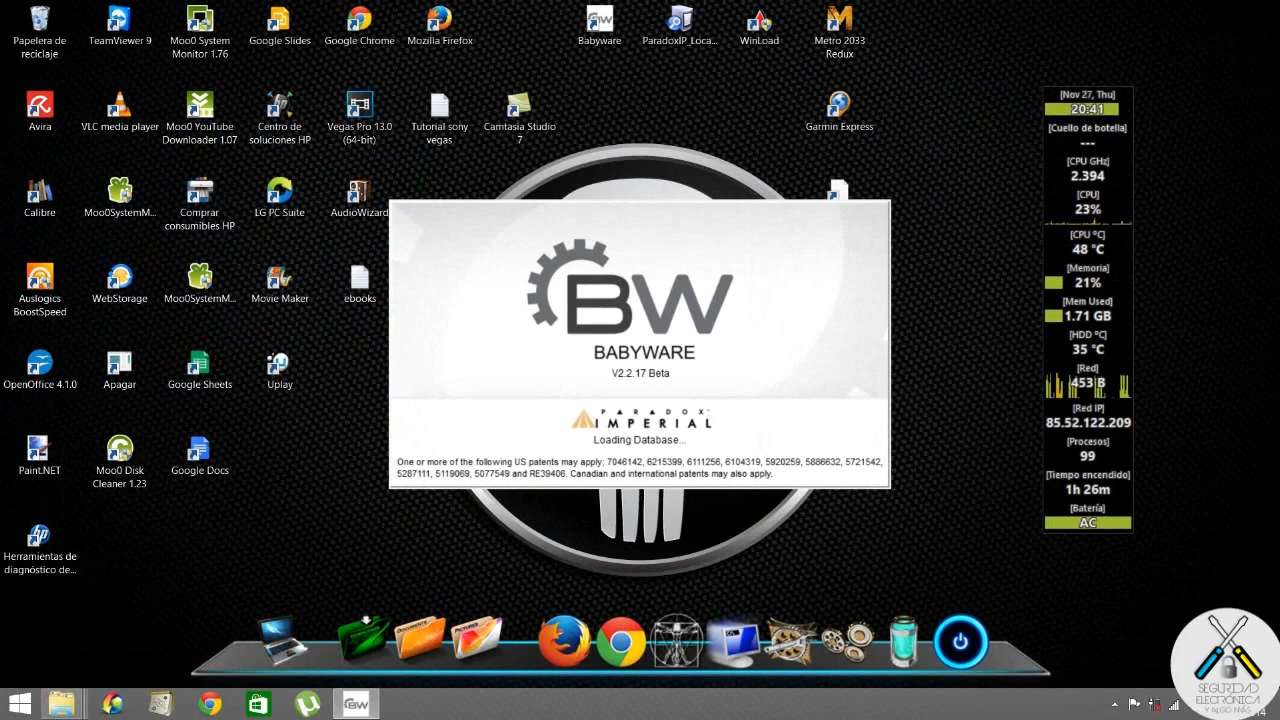 Papelera de
reciclaje
TeamViewer 9
Moo0 System
Monitor 1.76
Google Slides
Google Chrome
Mozilla Firefox
Babyware
ParadoxIP_Loca...
WinLoad
Metro 2033
Redux
Avira
VLC media player
Moo0 YouTube
Downloader 1.07
Centro de
soluciones HP
Vegas Pro 13.0
(64-bit)
Tutorial sony
vegas
Camtasia Studio
7
Garmin Express
Calibre
Moo0SystemM...
Comprar
consumibles HP
LG PC Suite
AudioWizard
Auslogics
BoostSpeed
WebStorage
Moo0SystemM...
Movie Maker
ebooks
OpenOffice 4.1.0
Apagar
Google Sheets
Uplay
Paint.NET
Moo0 Disk
Cleaner 1.23
Google Docs
Herramientas de
diagnóstico de...
BW
BABYWARE
V2.2.17 Beta
PARADOX
IMPERIAL
Loading Database...
One or more of the following US patents may apply; 7046142, 6215399, 6111256, 6104319, 5920259, 5886632, 5721542,
5287111, 5119069, 5077549 and RE39406. Canadian and international patents may also apply.
[Nov 27, Thu]
20:41
[Cuello de botella]
---
[CPU GHz]
2.394
[CPU]
23%
[CPU °C]
48 °C
[Memoria]
21%
[Mem Used]
1.71 GB
[HDD °C]
35 °C
[Red]
453 B
[Red IP]
85.52.122.209
[Procesos]
99
[Tiempo encendido]
1h 26m
[Batería]
AC
DOCUMENTS
PICTURES
BW
SEGURIDAD
ELECTRÓNICA
Y ALGO MÁS